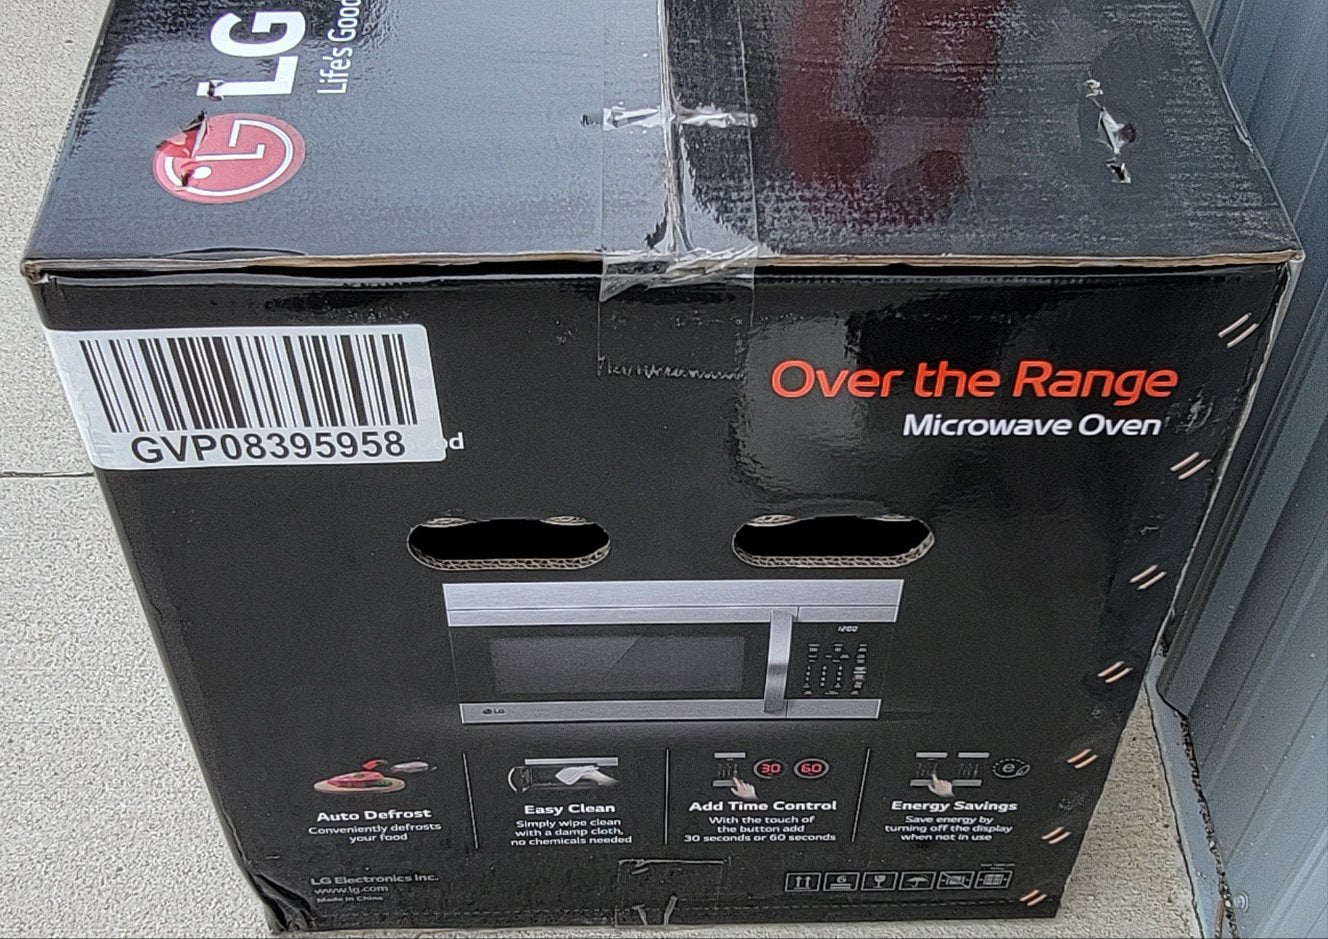 LG
Life's Good
LG
GVP08395958
od
Over the Range
Microwave Oven
1200
LG
30 60
Auto Defrost
Conveniently defrosts
your food
Easy Clean
Simply wipe clean
with a damp cloth,
no chemicals needed
Add Time Control
With the touch of
the button add
30 seconds or 60 seconds
e
Energy Savings
Save energy by
turning off the display
when not in use
LG Electronics Inc.
www.lg.com
Made in China
6